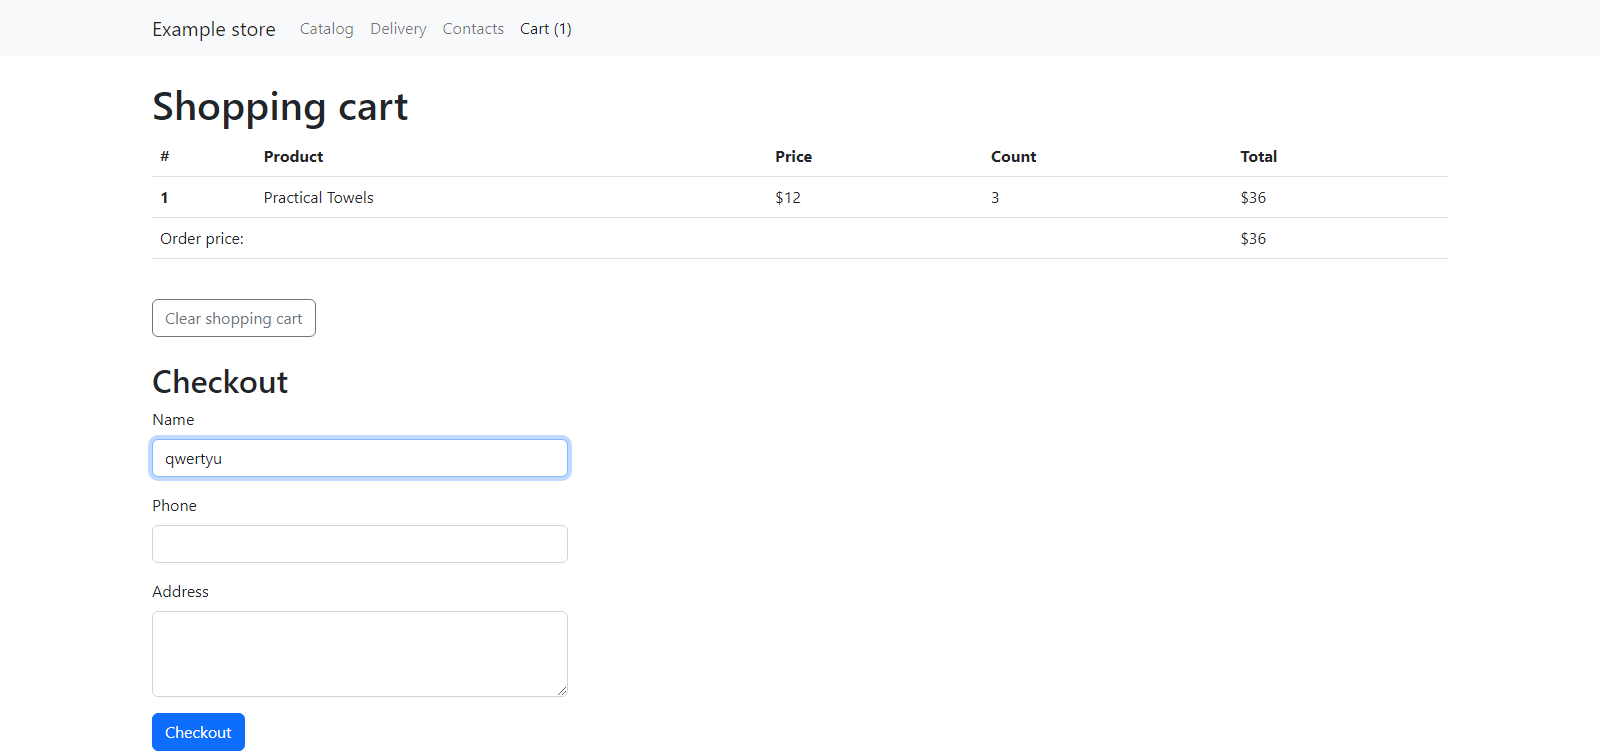 Example store Catalog Delivery Contacts Cart (1)
Shopping cart
# Product Price Count Total
1 Practical Towels $12 3 $36
Order price: $36
Clear shopping cart
Checkout
Name
qwertyu
Phone
Address
Checkout